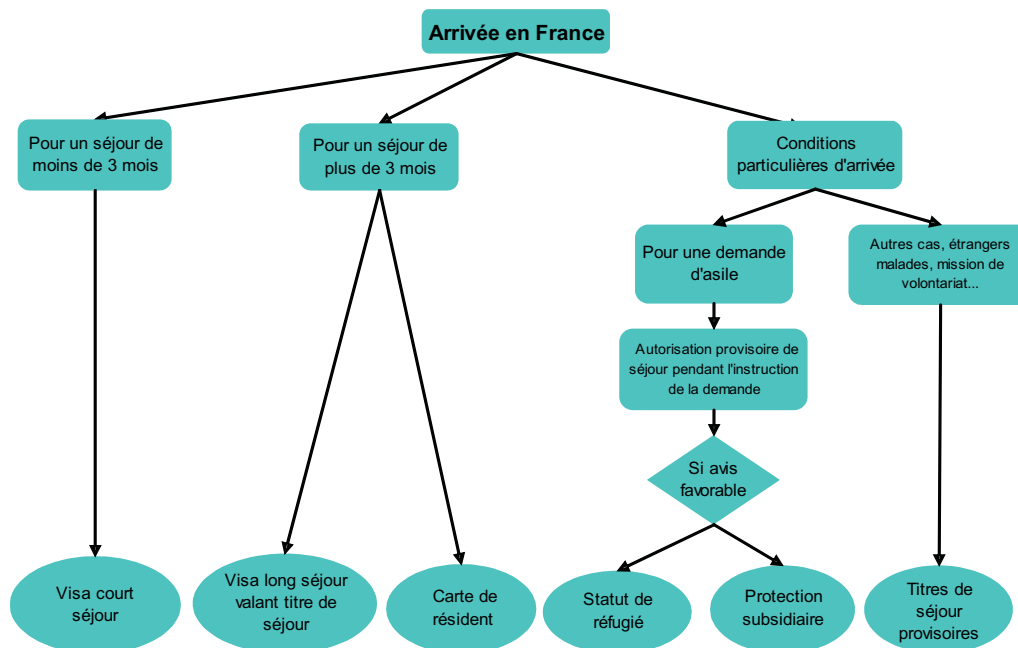 Arrivée en France
Pour un séjour de
moins de 3 mois
Pour un séjour de
plus de 3 mois
Conditions
particulières d'arrivée
Pour une demande
d'asile
Autres cas, étrangers
malades, mission de
volontariat...
Autorisation provisoire de
séjour pendant l'instruction
de la demande
Si avis
favorable
Visa court
séjour
Visa long séjour
valant titre de
séjour
Carte de
résident
Statut de
réfugié
Protection
subsidiaire
Titres de
séjour
provisoires